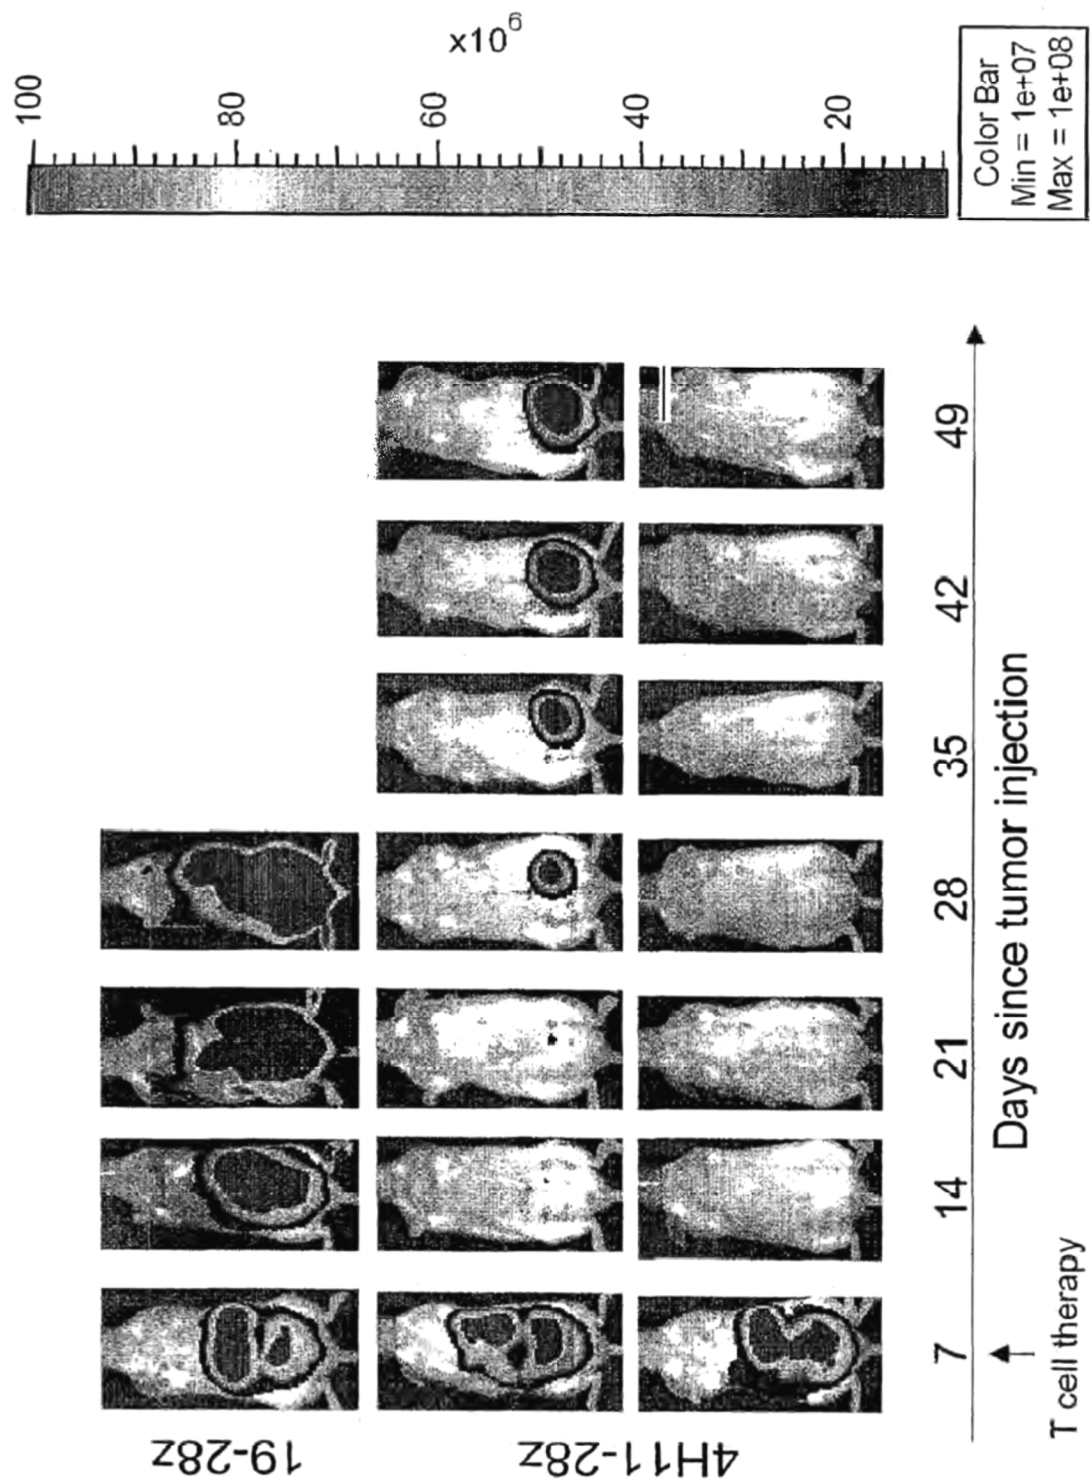 100
80
60
40
20
x10⁶
Color Bar
Min = 1e+07
Max = 1e+08
19-28z
4H11-28z
7
14
21
28
35
42
49
Days since tumor injection
T cell therapy